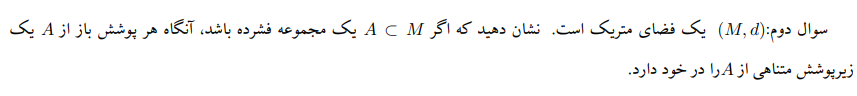 سوال دوم:(M, d) یک فضای متریک است. نشان دهید که اگر A ⊂ M یک مجموعه فشرده باشد، آنگاه هر پوشش باز از A یک
زیرپوشش متناهی از A را در خود دارد.